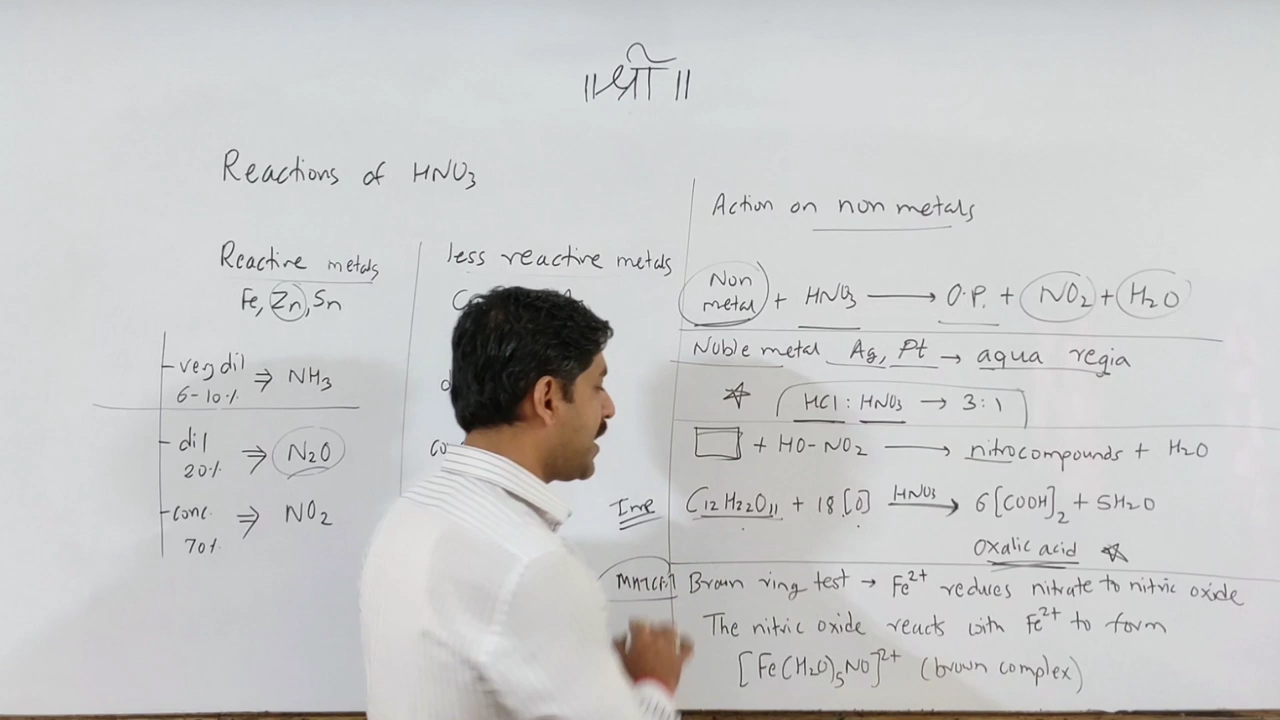 ॥श्री॥
Reactions of HNO3
Reactive metals
Fe, Zn, Sn
very dil ⇒ NH3
6-10%
dil ⇒ N2O
20%
conc. ⇒ NO2
70%
less reactive metals
Action on non metals
Non metal + HNO3 → O.P. + NO2 + H2O
Noble metal Ag, Pt → aqua regia
☆ HCl : HNO3 → 3:1
□ + HO-NO2 → nitrocompounds + H2O
Imp C12H22O11 + 18[O] HNO3→ 6[COOH]2 + 5H2O
Oxalic acid ☆
Brown ring test → Fe2+ reduces nitrate to nitric oxide
The nitric oxide reacts with Fe2+ to form
[Fe(H2O)5NO]2+ (brown complex)